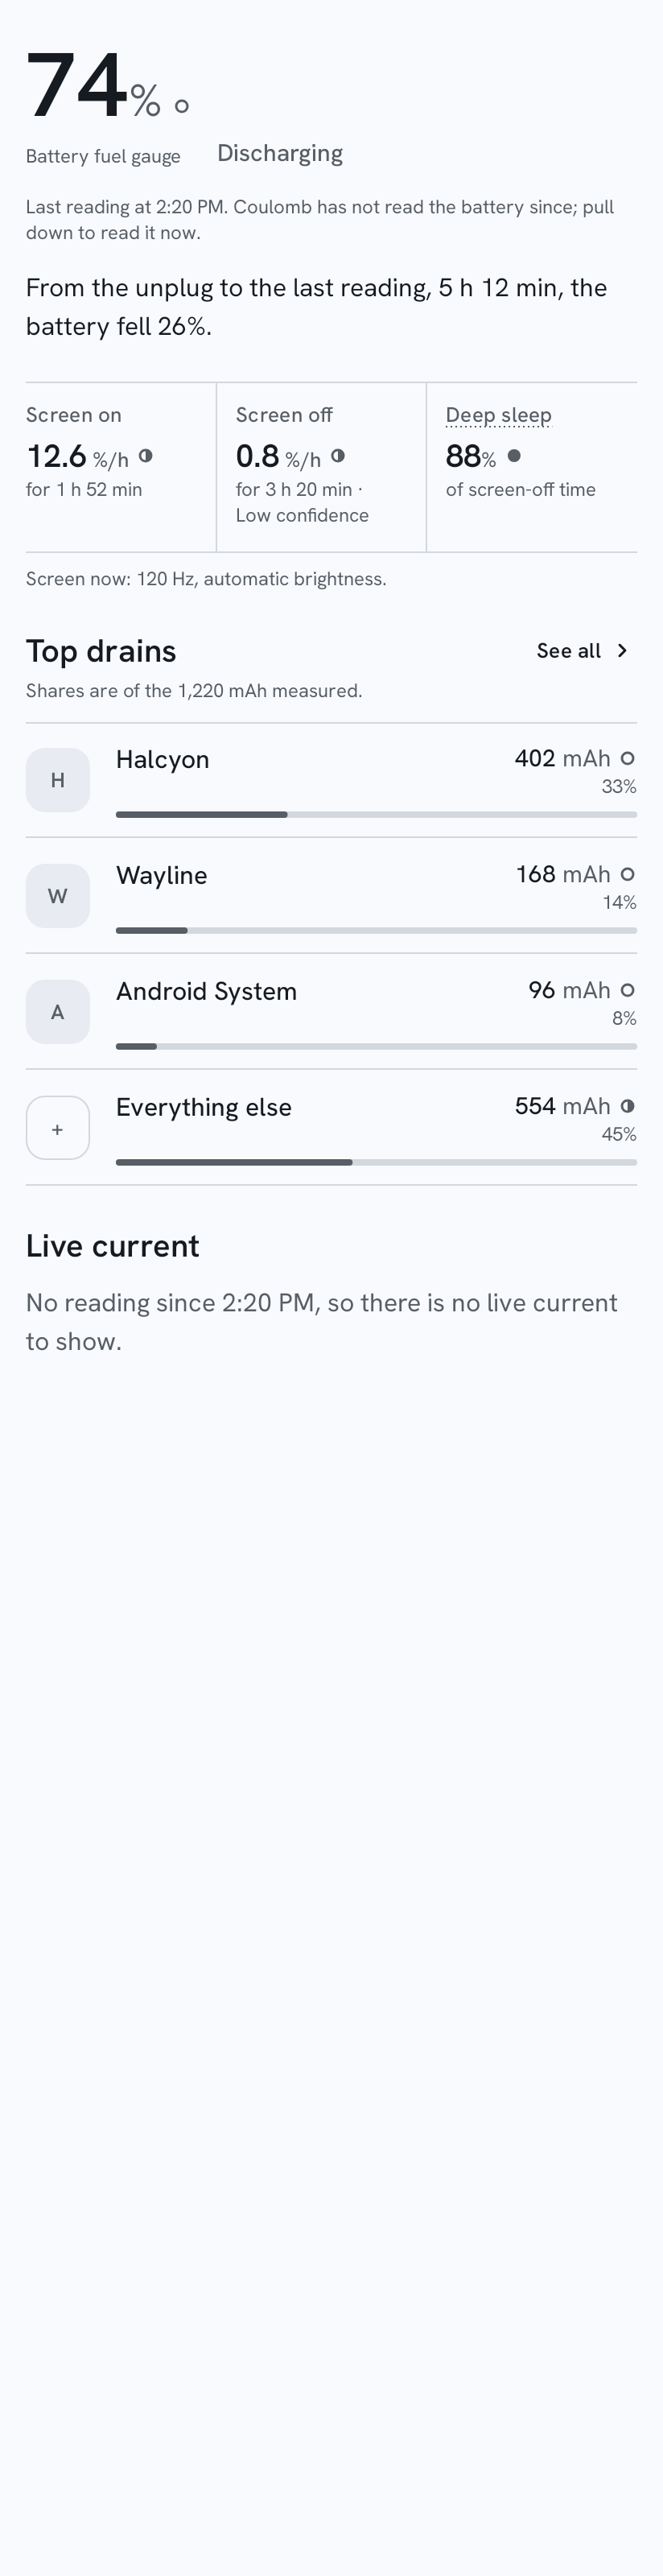 74%
Battery fuel gauge Discharging
Last reading at 2:20 PM. Coulomb has not read the battery since; pull
down to read it now.
From the unplug to the last reading, 5 h 12 min, the
battery fell 26%.
Screen on
12.6 %/h
for 1 h 52 min
Screen off
0.8 %/h
for 3 h 20 min ·
Low confidence
Deep sleep
88%
of screen-off time
Screen now: 120 Hz, automatic brightness.
Top drains
See all
Shares are of the 1,220 mAh measured.
H
Halcyon
402 mAh
33%
W
Wayline
168 mAh
14%
A
Android System
96 mAh
8%
+
Everything else
554 mAh
45%
Live current
No reading since 2:20 PM, so there is no live current
to show.